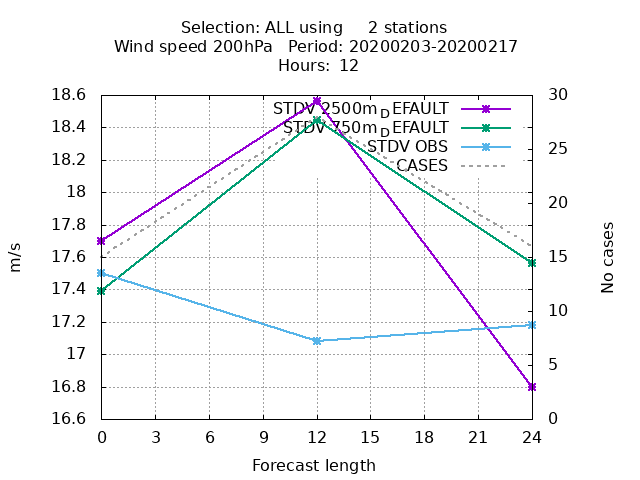 Selection: ALL using 2 stations
Wind speed 200hPa Period: 20200203-20200217
Hours: 12
18.6
18.4
18.2
18
17.8
17.6
17.4
17.2
17
16.8
16.6
m/s
STDV 2500m_DEFAULT
STDV 750m_DEFAULT
STDV OBS
CASES
30
25
20
15
10
5
0
No cases
0 3 6 9 12 15 18 21 24
Forecast length